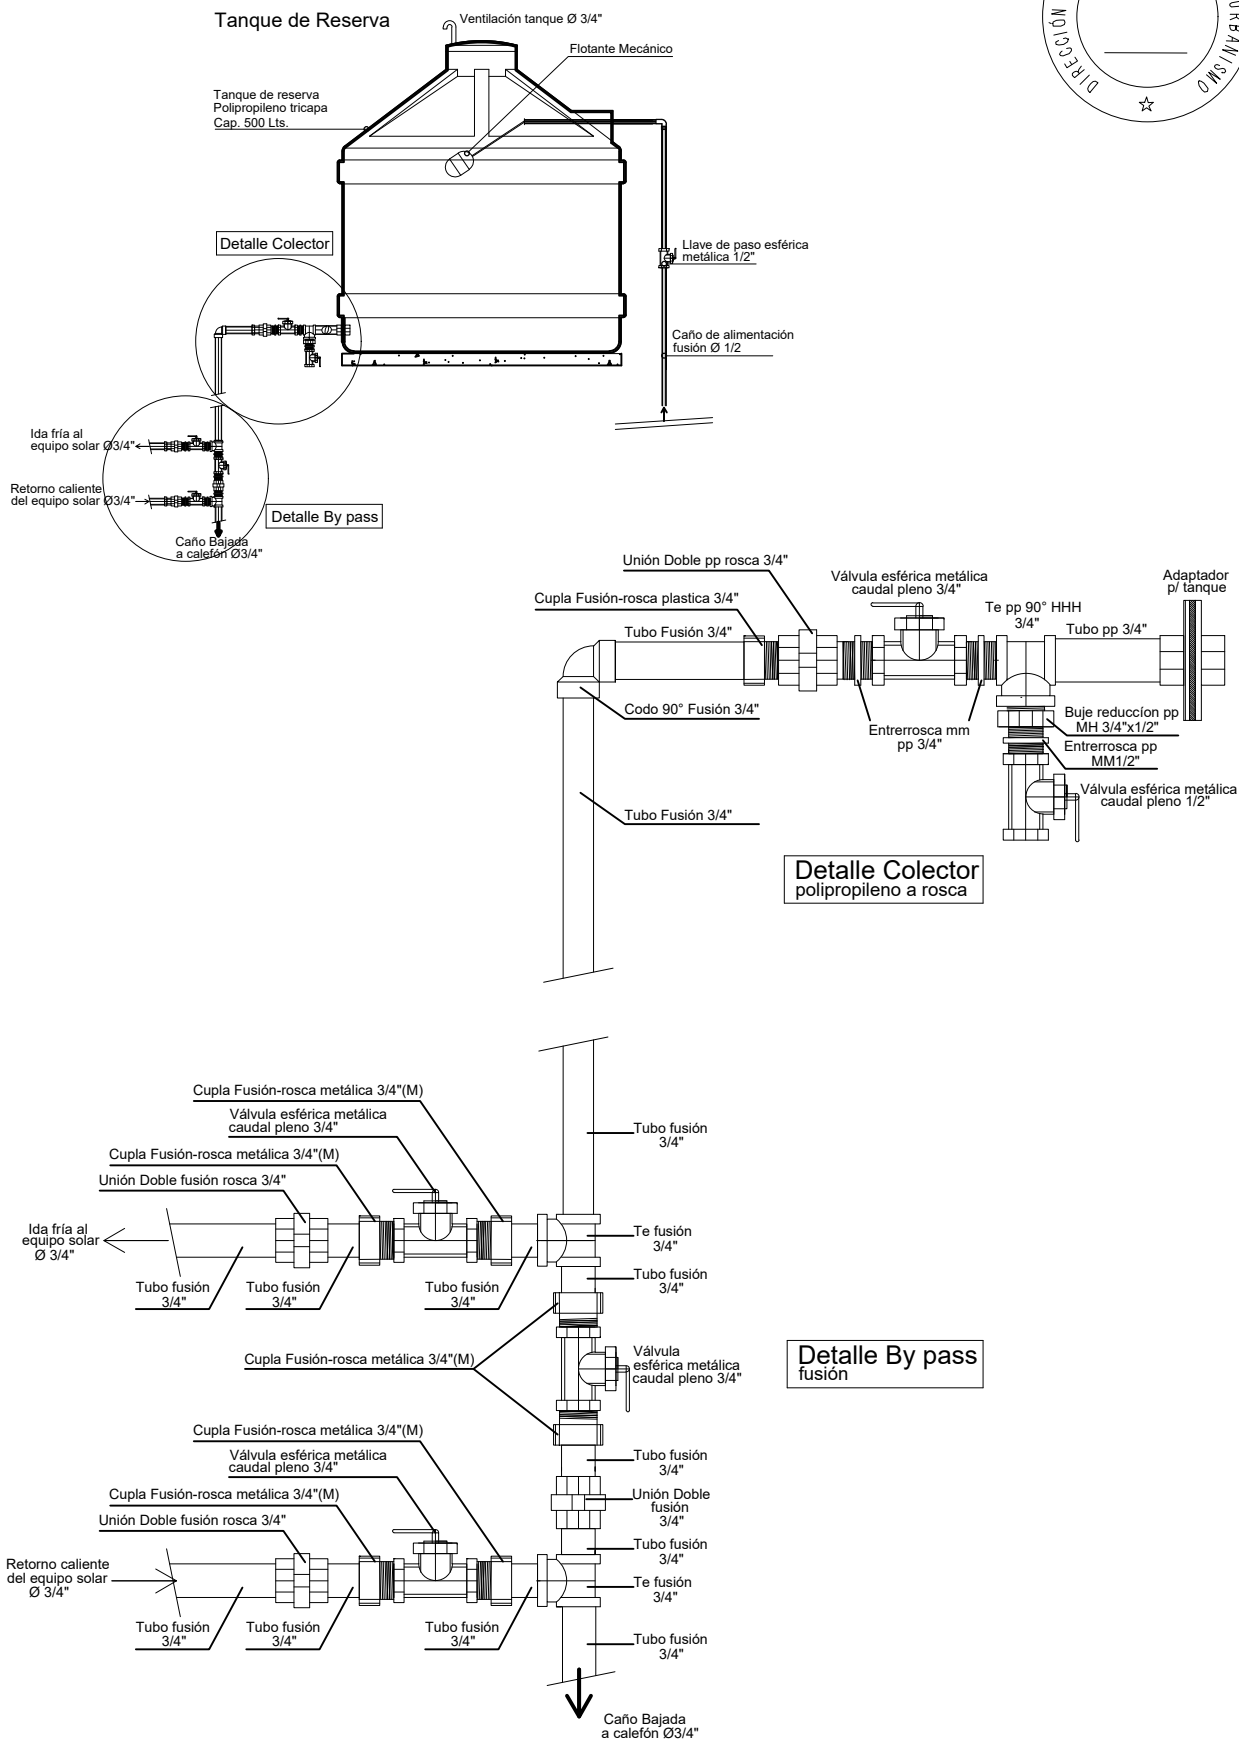 Tanque de Reserva
Ventilación tanque Ø 3/4"
Flotante Mecánico
Tanque de reserva
Polipropileno tricapa
Cap. 500 Lts.
DIRECCIÓN
URBANISMO
Detalle Colector
Llave de paso esférica
metálica 1/2"
Caño de alimentación
fusión Ø 1/2
Ida fría al
equipo solar Ø3/4"
Retorno caliente
del equipo solar Ø3/4"
Detalle By pass
Caño Bajada
a calefón Ø3/4"
Unión Doble pp rosca 3/4"
Válvula esférica metálica
caudal pleno 3/4"
Adaptador
p/ tanque
Cupla Fusión-rosca plastica 3/4"
Te pp 90° HHH
3/4"
Tubo Fusión 3/4"
Tubo pp 3/4"
Codo 90° Fusión 3/4"
Entrerrosca mm
pp 3/4"
Buje reduccíon pp
MH 3/4"x1/2"
Entrerrosca pp
MM1/2"
Válvula esférica metálica
caudal pleno 1/2"
Tubo Fusión 3/4"
Detalle Colector
polipropileno a rosca
Cupla Fusión-rosca metálica 3/4"(M)
Válvula esférica metálica
caudal pleno 3/4"
Tubo fusión
3/4"
Cupla Fusión-rosca metálica 3/4"(M)
Unión Doble fusión rosca 3/4"
Ida fría al
equipo solar
Ø 3/4"
Te fusión
3/4"
Tubo fusión
3/4"
Tubo fusión
3/4"
Tubo fusión
3/4"
Tubo fusión
3/4"
Cupla Fusión-rosca metálica 3/4"(M)
Válvula
esférica metálica
caudal pleno 3/4"
Detalle By pass
fusión
Cupla Fusión-rosca metálica 3/4"(M)
Válvula esférica metálica
caudal pleno 3/4"
Tubo fusión
3/4"
Cupla Fusión-rosca metálica 3/4"(M)
Unión Doble
fusión
3/4"
Unión Doble fusión rosca 3/4"
Tubo fusión
3/4"
Retorno caliente
del equipo solar
Ø 3/4"
Te fusión
3/4"
Tubo fusión
3/4"
Tubo fusión
3/4"
Tubo fusión
3/4"
Tubo fusión
3/4"
Caño Bajada
a calefón Ø3/4"